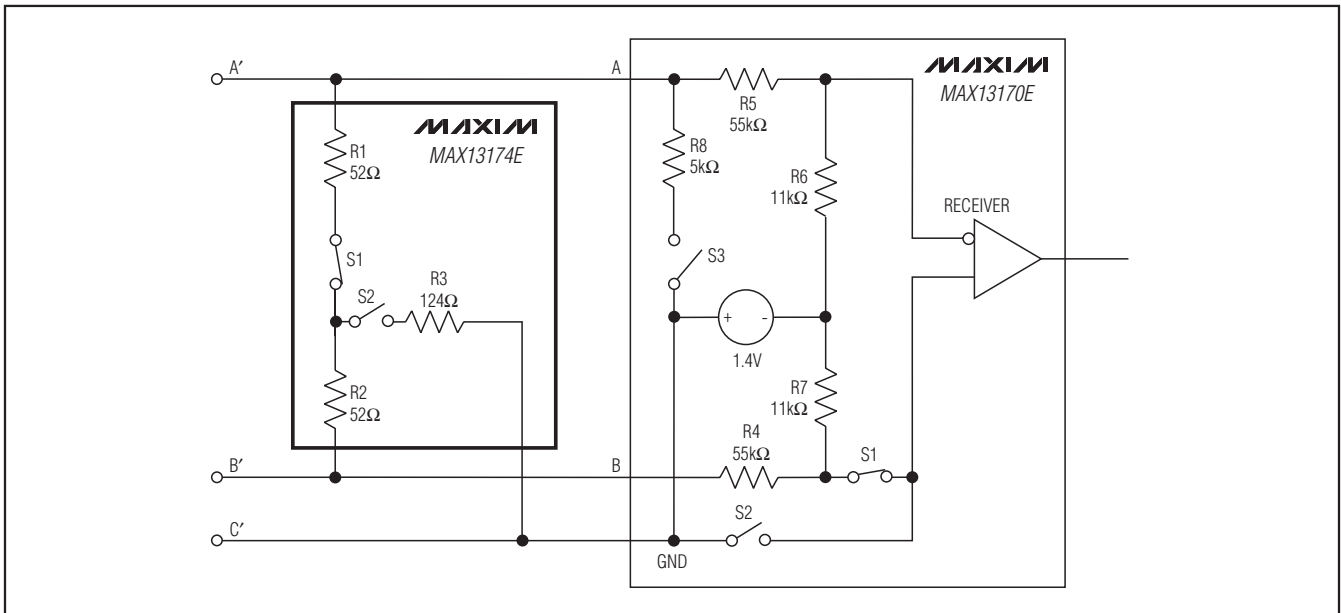 A′
A
MAXIM
MAX13170E
R5
55kΩ
MAXIM
MAX13174E
R1
52Ω
R8
5kΩ
R6
11kΩ
RECEIVER
S1
S3
R3
124Ω
S2
+ -
1.4V
R2
52Ω
R7
11kΩ
R4
55kΩ
S1
B′
B
S2
C′
GND